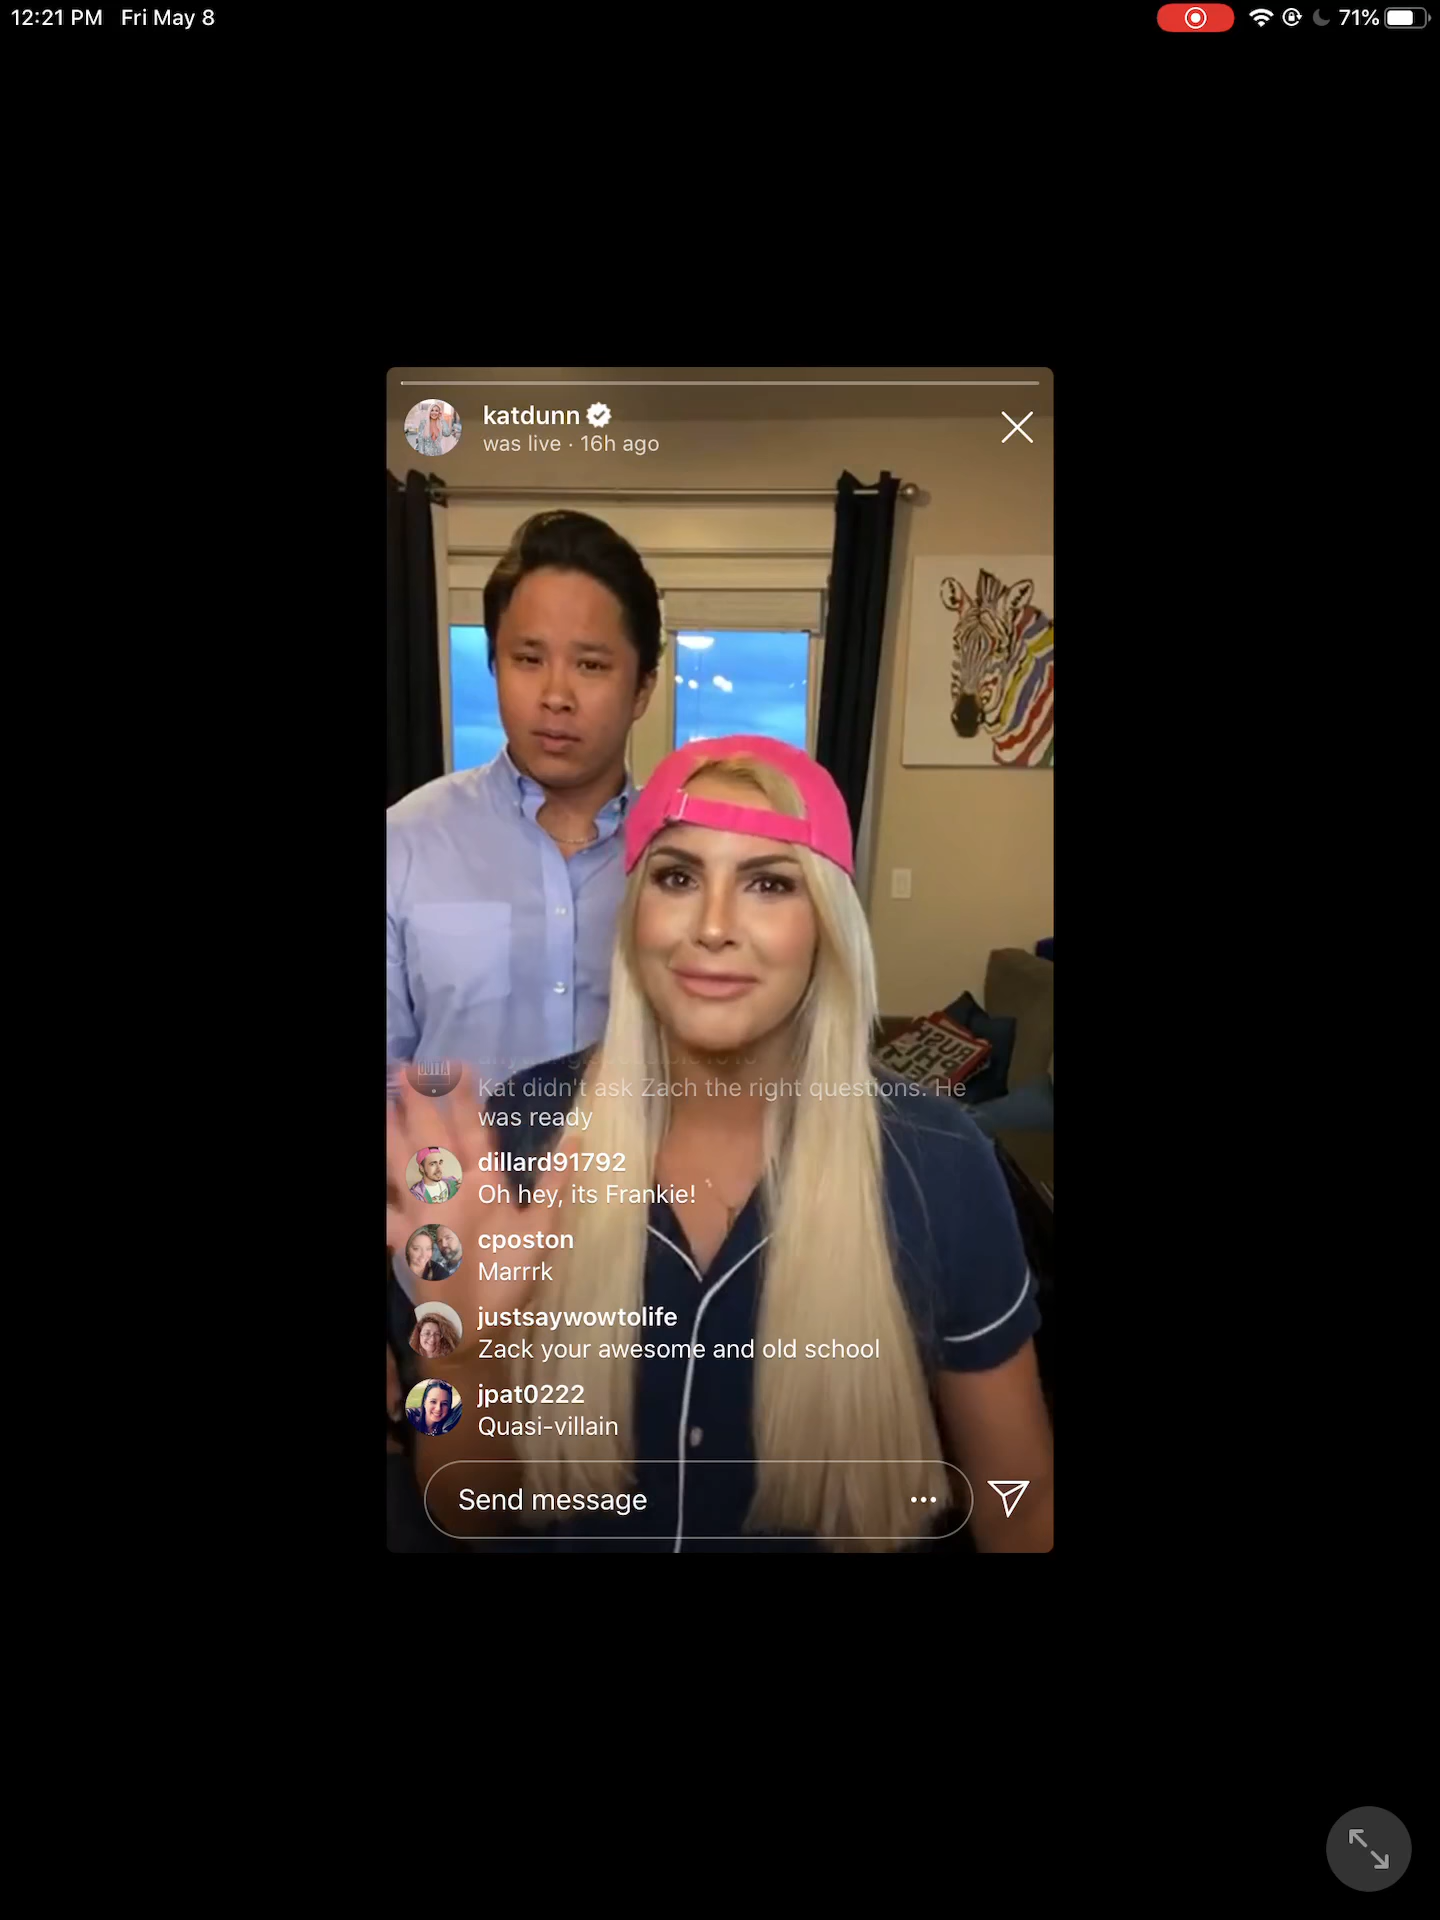 12:21 PM Fri May 8
71%
katdunn
was live · 16h ago
Kat didn't ask Zach the right questions. He
was ready
dillard91792
Oh hey, its Frankie!
cposton
Marrrk
justsaywowtolife
Zack your awesome and old school
jpat0222
Quasi-villain
Send message